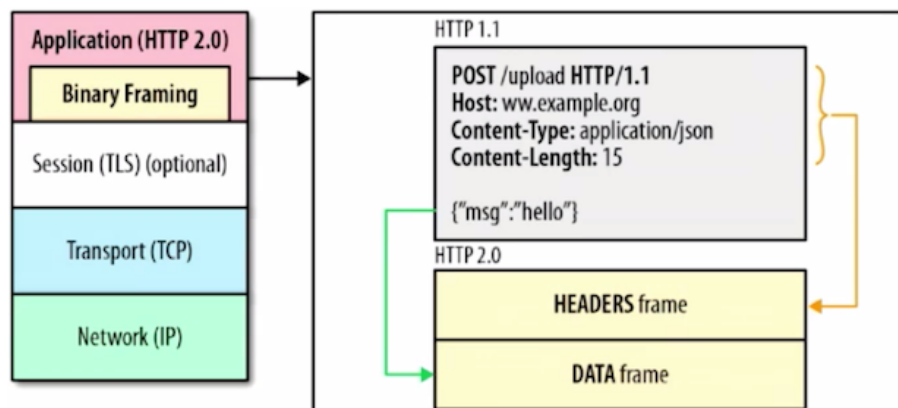 Application (HTTP 2.0)
Binary Framing
Session (TLS) (optional)
Transport (TCP)
Network (IP)
HTTP 1.1
POST /upload HTTP/1.1
Host: ww.example.org
Content-Type: application/json
Content-Length: 15
{"msg":"hello"}
HTTP 2.0
HEADERS frame
DATA frame